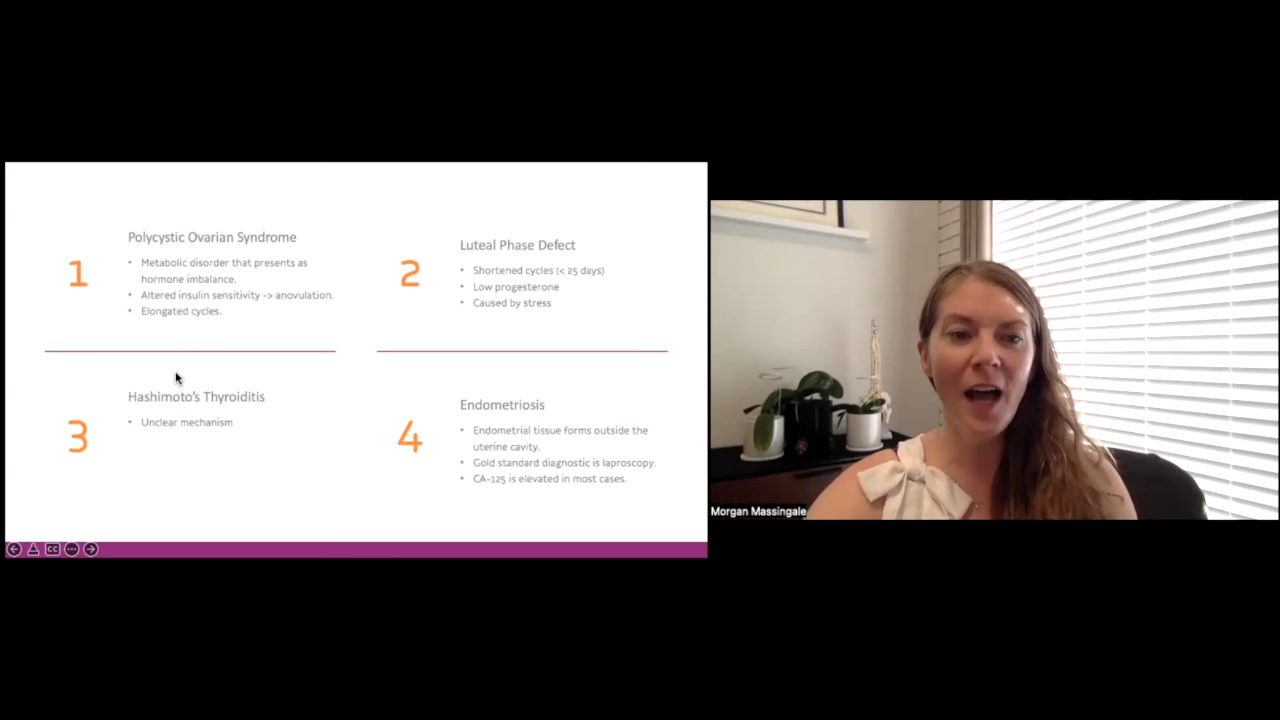 1
Polycystic Ovarian Syndrome
• Metabolic disorder that presents as
hormone imbalance.
• Altered insulin sensitivity -> anovulation.
• Elongated cycles.
2
Luteal Phase Defect
• Shortened cycles (< 25 days)
• Low progesterone
• Caused by stress
3
Hashimoto's Thyroiditis
• Unclear mechanism
4
Endometriosis
• Endometrial tissue forms outside the
uterine cavity.
• Gold standard diagnostic is laproscopy.
• CA-125 is elevated in most cases.
CC
Morgan Massingale